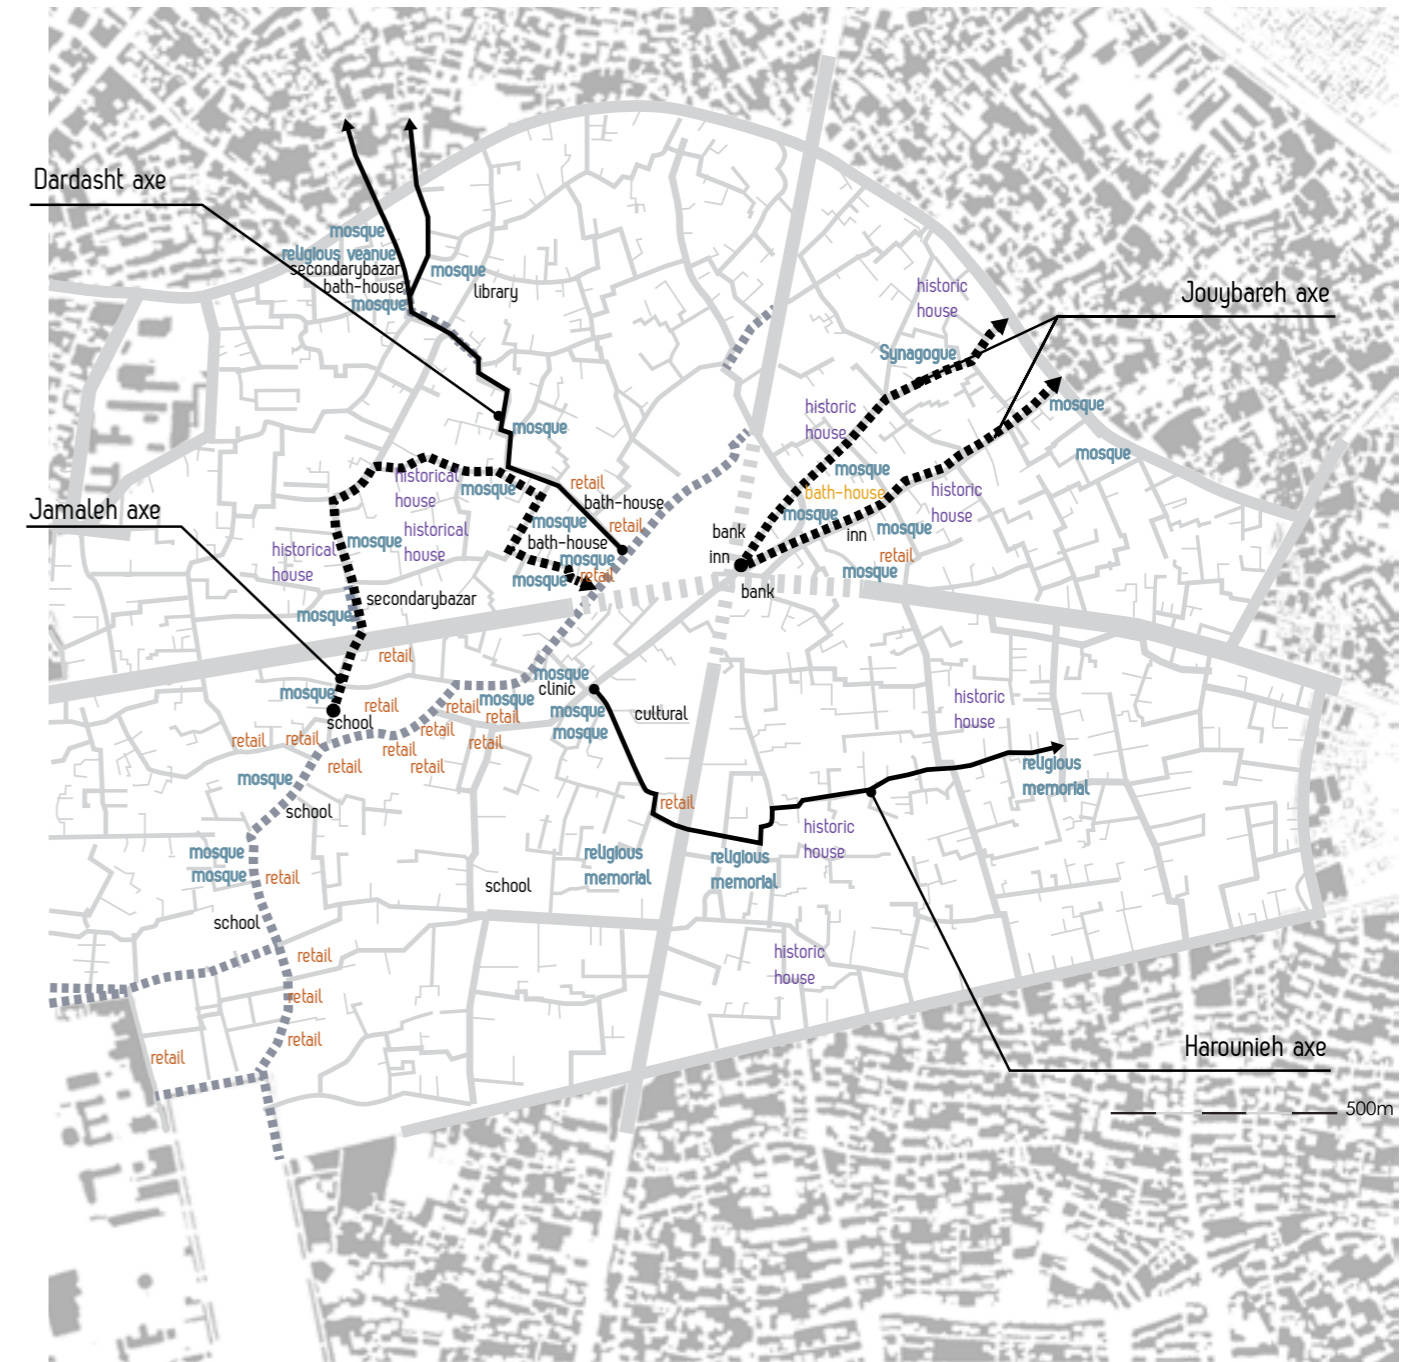 Dardasht axe
mosque
religious veanue
secondarybazar
bath-house
mosque
mosque
library
historic
house
Jouybareh axe
Synagogue
mosque
historic
house
mosque
mosque
mosque
bath-house
mosque
historic
house
mosque
inn
retail
mosque
bank
inn
bank
retail
bath-house
retail
historical
house
mosque
mosque
bath-house
mosque
mosque
retail
Jamaleh axe
historical
house
mosque
historical
house
secondarybazar
mosque
retail
mosque
retail
school
retail
retail
retail
retail
retail
retail
retail
retail
retail
mosque
mosque
clinic
mosque
mosque
cultural
historic
house
religious
memorial
mosque
school
retail
mosque
mosque
retail
school
religious
memorial
religious
memorial
historic
house
school
historic
house
retail
retail
retail
retail
Harounieh axe
500m